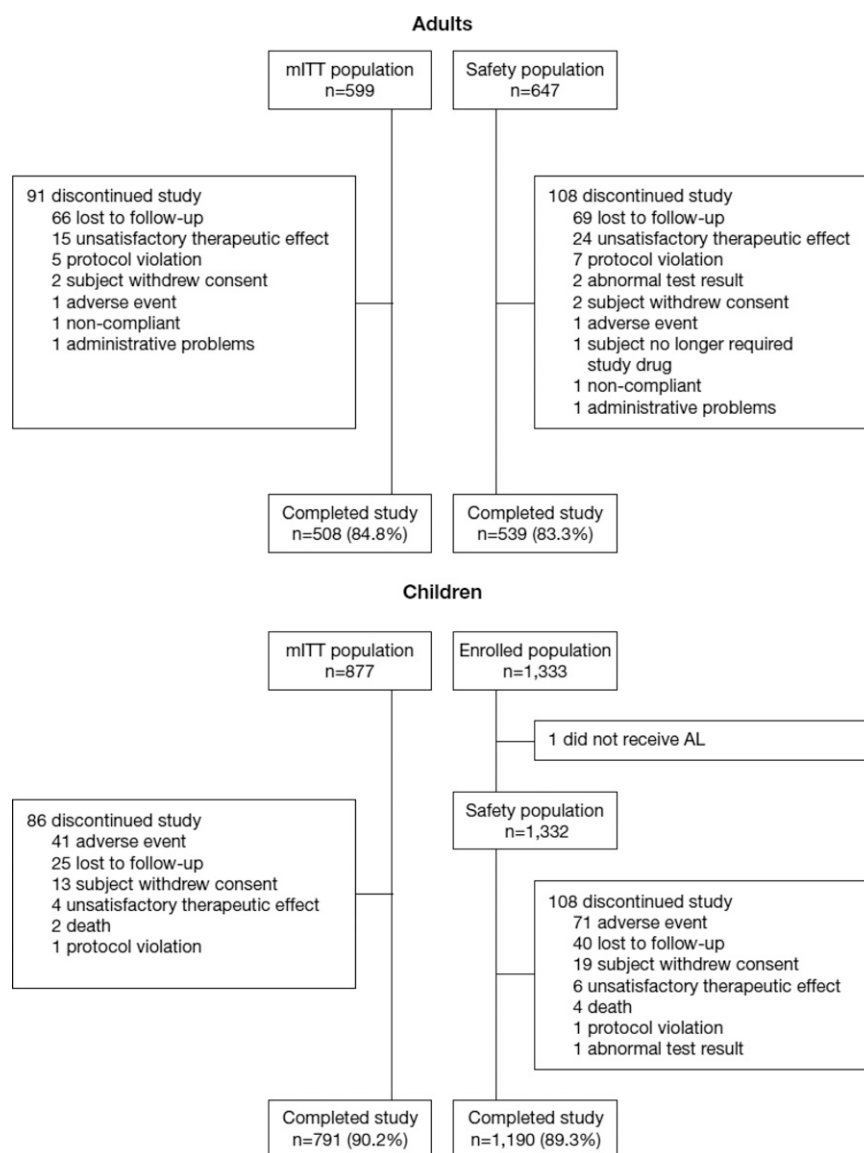 Adults
mITT population
n=599
Safety population
n=647
91 discontinued study
66 lost to follow-up
15 unsatisfactory therapeutic effect
5 protocol violation
2 subject withdrew consent
1 adverse event
1 non-compliant
1 administrative problems
108 discontinued study
69 lost to follow-up
24 unsatisfactory therapeutic effect
7 protocol violation
2 abnormal test result
2 subject withdrew consent
1 adverse event
1 subject no longer required
study drug
1 non-compliant
1 administrative problems
Completed study
n=508 (84.8%)
Completed study
n=539 (83.3%)
Children
mITT population
n=877
Enrolled population
n=1,333
1 did not receive AL
Safety population
n=1,332
86 discontinued study
41 adverse event
25 lost to follow-up
13 subject withdrew consent
4 unsatisfactory therapeutic effect
2 death
1 protocol violation
108 discontinued study
71 adverse event
40 lost to follow-up
19 subject withdrew consent
6 unsatisfactory therapeutic effect
4 death
1 protocol violation
1 abnormal test result
Completed study
n=791 (90.2%)
Completed study
n=1,190 (89.3%)